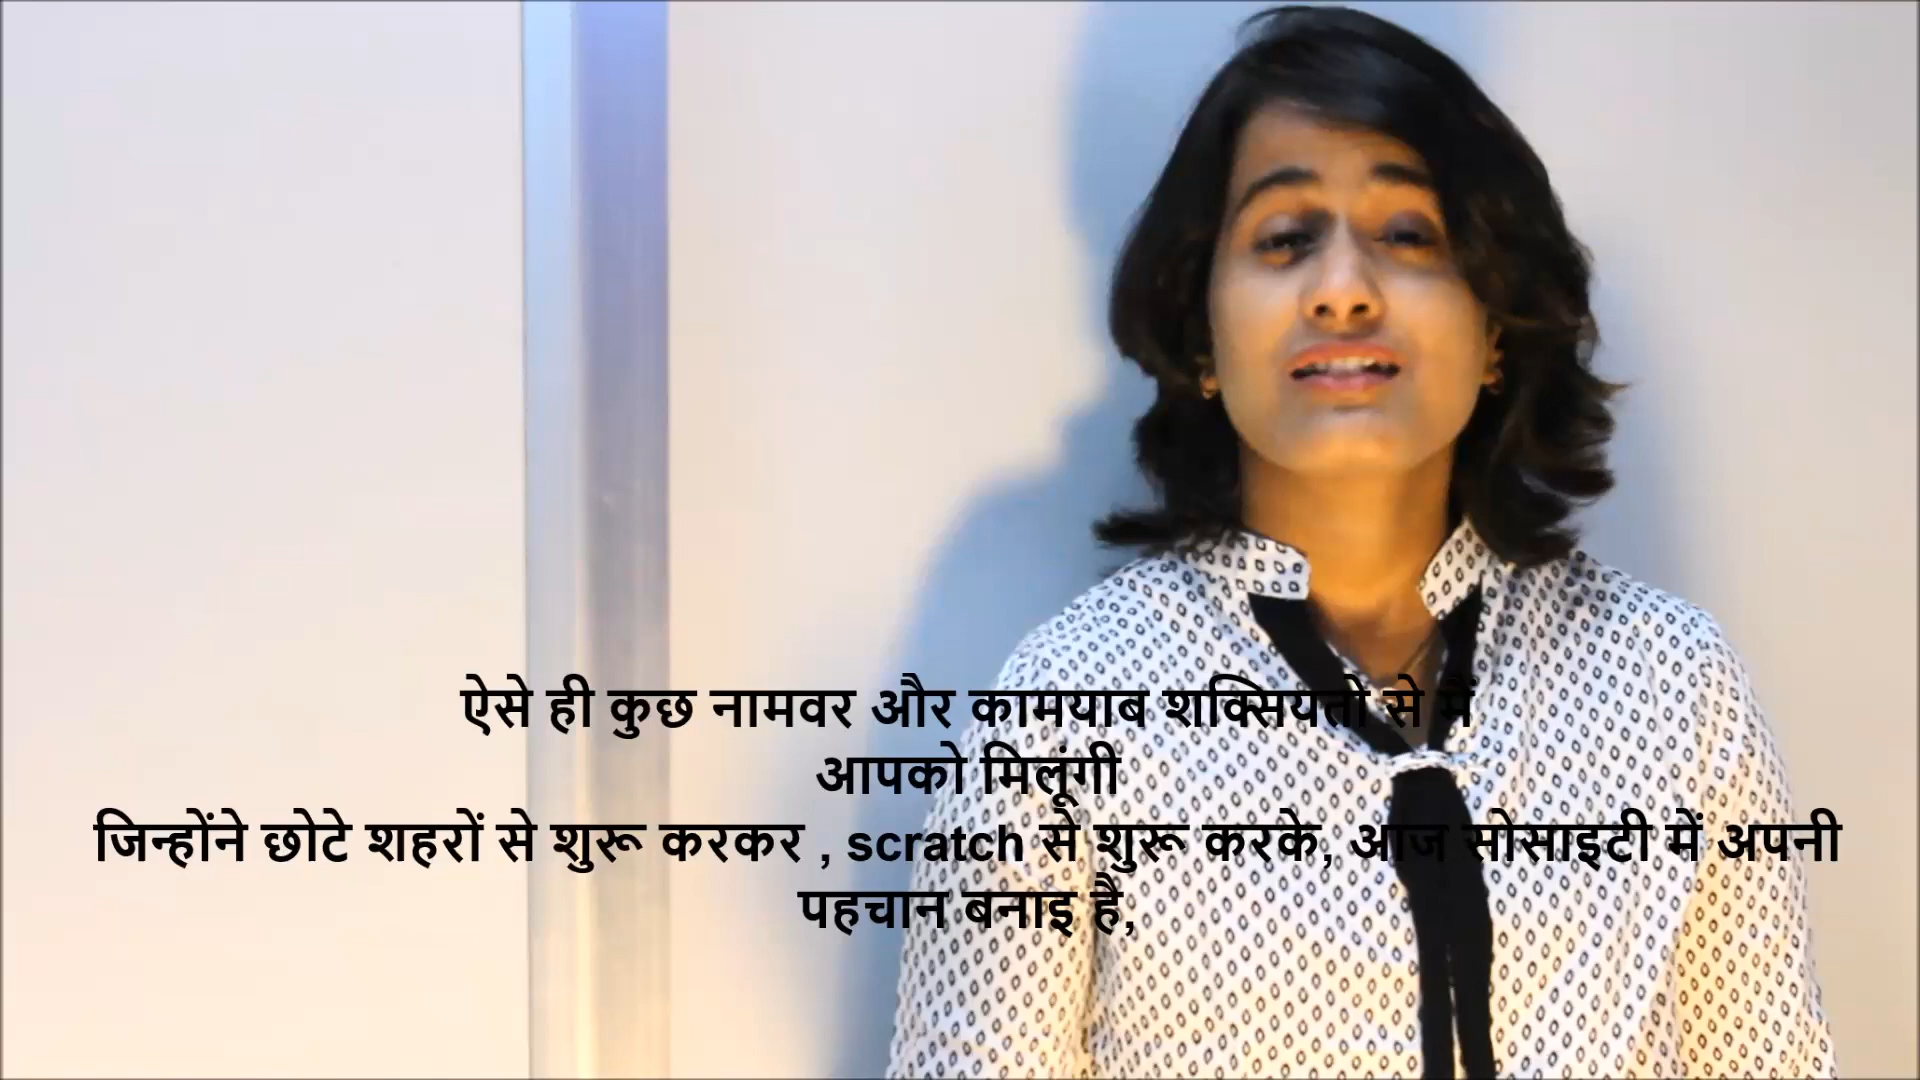 ऐसे ही कुछ नामवर और कामयाब शक्सियतो से मैं
आपको मिलूंगी
जिन्होंने छोटे शहरों से शुरू करकर , scratch से शुरू करके, आज सोसाइटी में अपनी
पहचान बनाइ है,